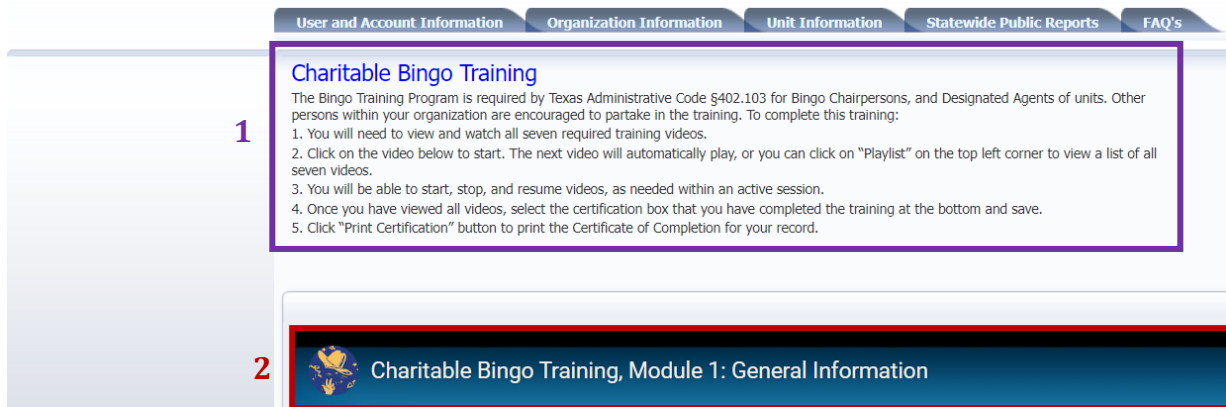 User and Account Information Organization Information Unit Information Statewide Public Reports FAQ's
Charitable Bingo Training
The Bingo Training Program is required by Texas Administrative Code §402.103 for Bingo Chairpersons, and Designated Agents of units. Other
persons within your organization are encouraged to partake in the training. To complete this training:
1
1. You will need to view and watch all seven required training videos.
2. Click on the video below to start. The next video will automatically play, or you can click on “Playlist” on the top left corner to view a list of all
seven videos.
3. You will be able to start, stop, and resume videos, as needed within an active session.
4. Once you have viewed all videos, select the certification box that you have completed the training at the bottom and save.
5. Click “Print Certification” button to print the Certificate of Completion for your record.
2
Charitable Bingo Training, Module 1: General Information